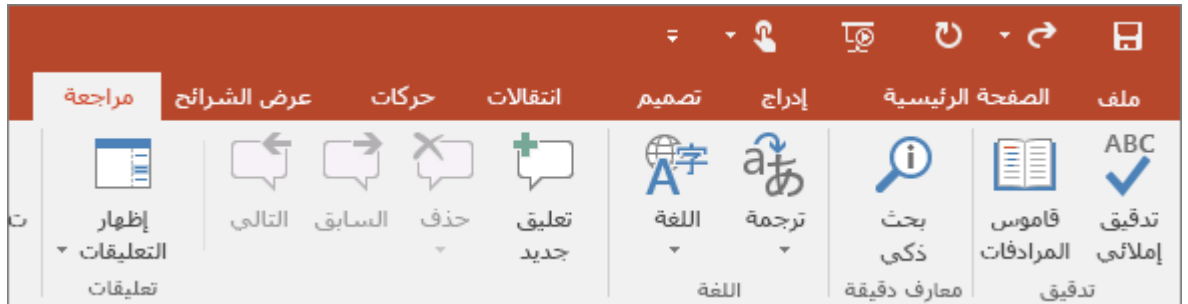 ملف الصفحة الرئيسية إدراج تصميم انتقالات حركات عرض الشرائح مراجعة
ABC
تدقيق إملائي
قاموس المرادفات
بحث ذكي
ترجمة
اللغة
تعليق جديد
حذف
السابق
التالي
إظهار التعليقات
تدقيق
معارف دقيقة
اللغة
تعليقات